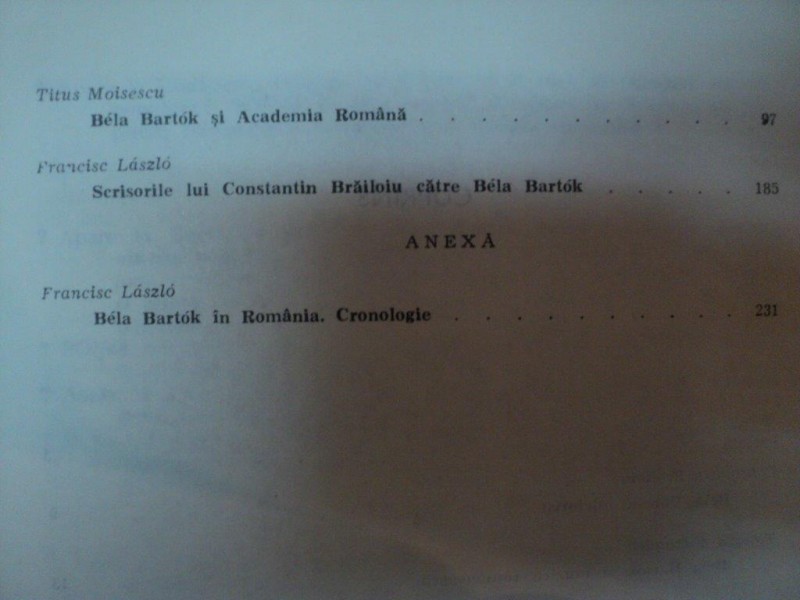 Titus Moisescu
Béla Bartók și Academia Română . . . . . . . . . . . . 97
Francisc László
Scrisorile lui Constantin Brăiloiu către Béla Bartók . . . . . 185
ANEXĂ
Francisc László
Béla Bartók în România. Cronologie . . . . . . . . . . . 231